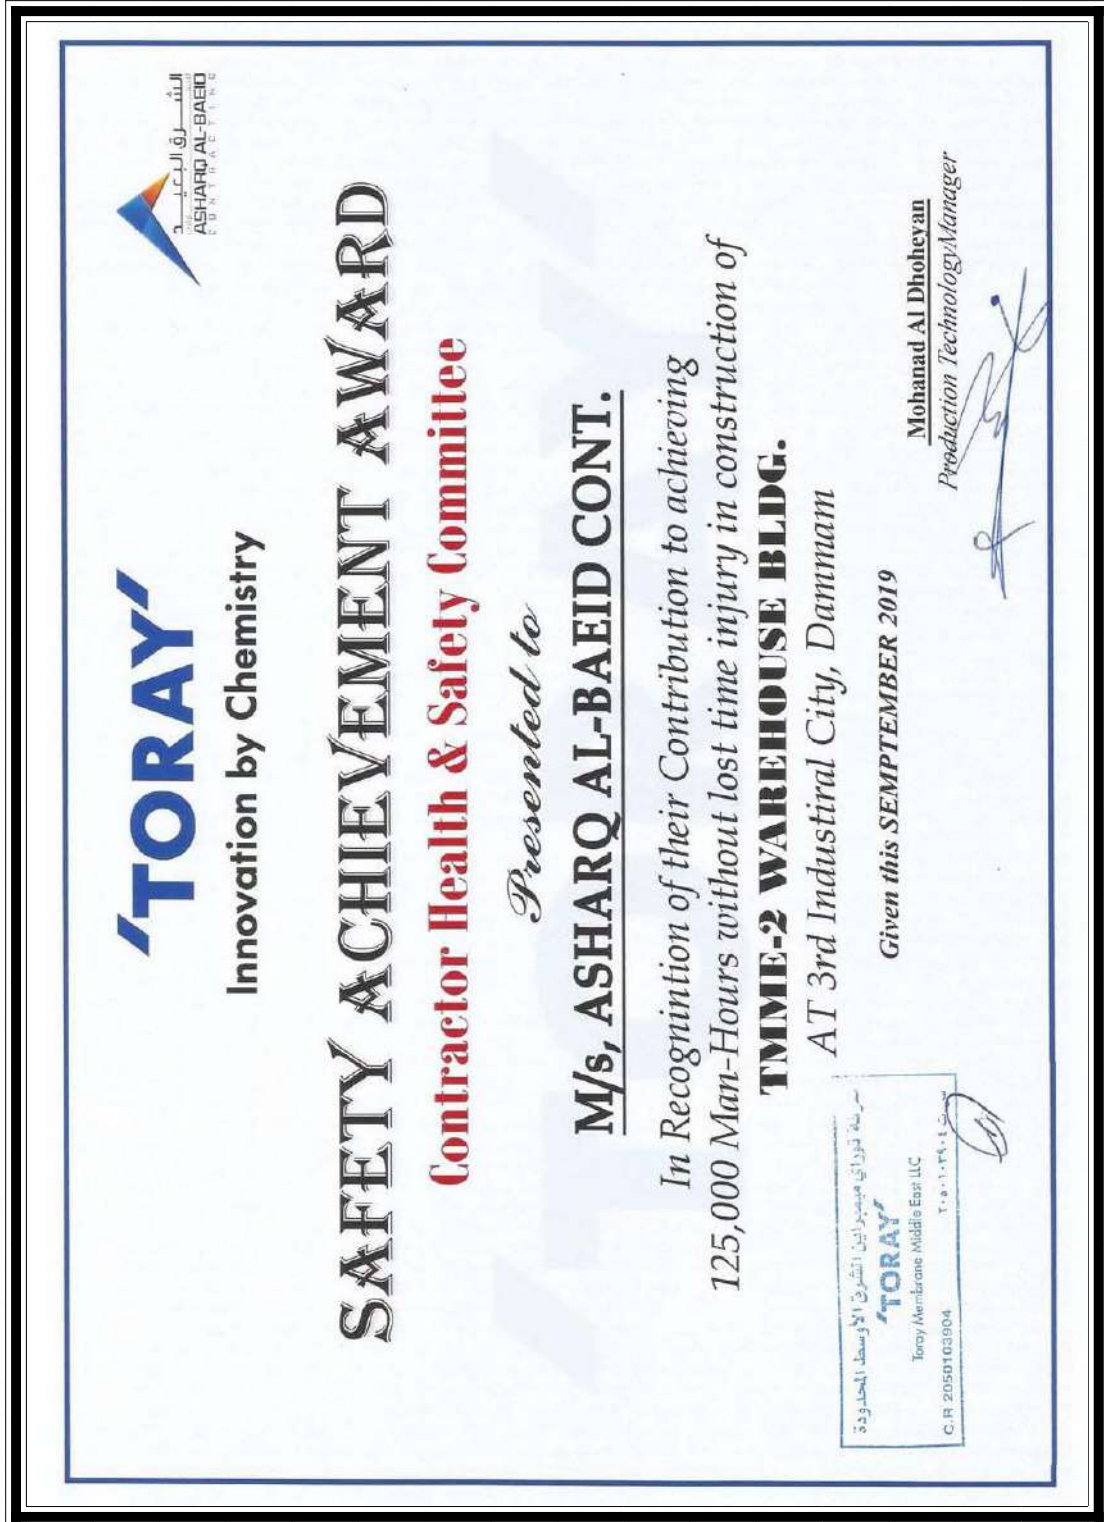 'TORAY'
Innovation by Chemistry
الشرق البعيد
ASHARQ AL-BAEID
CONTRACTING
SAFETY ACHIEVEMENT AWARD
Contractor Health & Safety Committee
Presented to
M/s, ASHARQ AL-BAEID CONT.
In Recognintion of their Contribution to achieving
125,000 Man-Hours without lost time injury in construction of
TMME-2 WAREHOUSE BLDG.
AT 3rd Industiral City, Dammam
Given this SEMPTEMBER 2019
Mohanad Al Dhoheyan
Production TechnologyManager
شركة توراي ميمبراين الشرق الأوسط المحدودة
'TORAY'
Toray Membrane Middle East LLC
C.R 2050103904